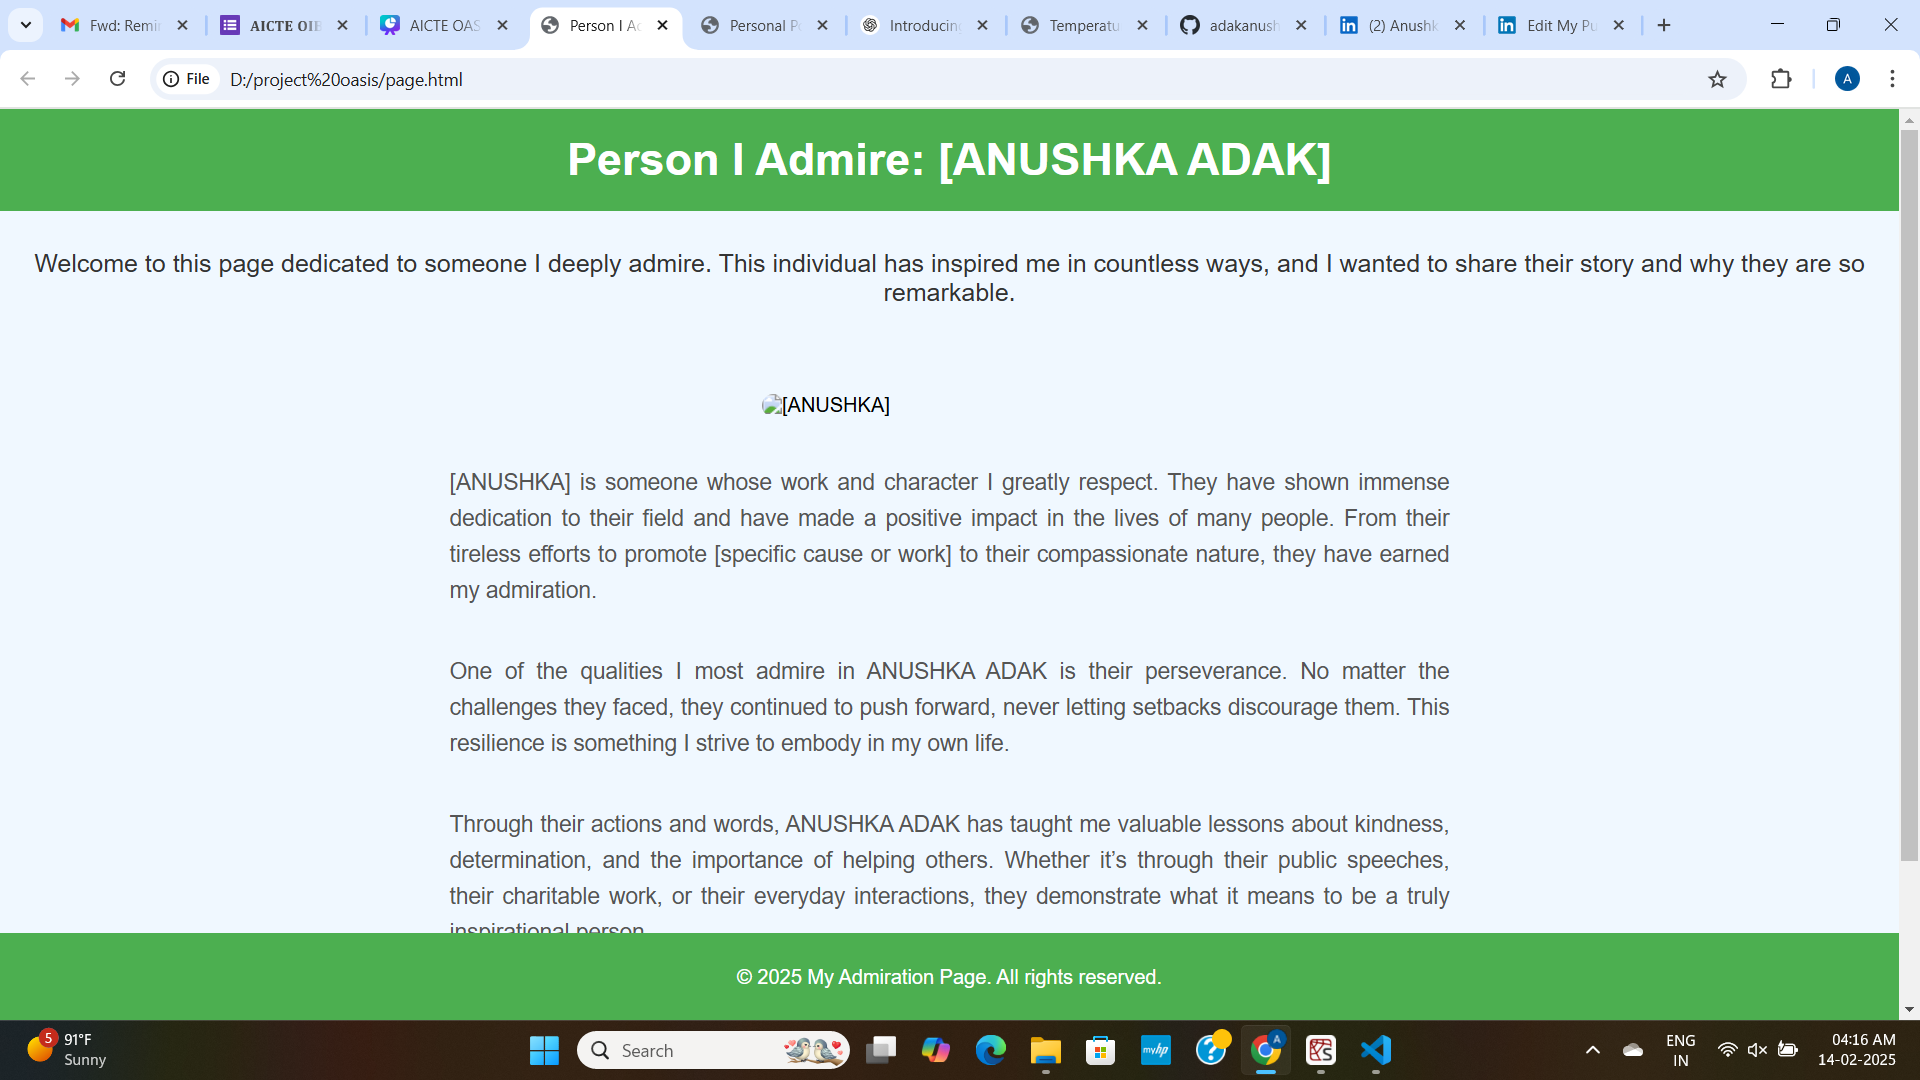 Fwd: Remi
AICTE OIB
AICTE OAS
Person I Ad
Personal Po
Introducing
Temperatu
adakanush
(2) Anushk
Edit My Pu
File
D:/project%20oasis/page.html
A
Person I Admire: [ANUSHKA ADAK]
Welcome to this page dedicated to someone I deeply admire. This individual has inspired me in countless ways, and I wanted to share their story and why they are so
remarkable.
[ANUSHKA]
[ANUSHKA] is someone whose work and character I greatly respect. They have shown immense
dedication to their field and have made a positive impact in the lives of many people. From their
tireless efforts to promote [specific cause or work] to their compassionate nature, they have earned
my admiration.
One of the qualities I most admire in ANUSHKA ADAK is their perseverance. No matter the
challenges they faced, they continued to push forward, never letting setbacks discourage them. This
resilience is something I strive to embody in my own life.
Through their actions and words, ANUSHKA ADAK has taught me valuable lessons about kindness,
determination, and the importance of helping others. Whether it’s through their public speeches,
their charitable work, or their everyday interactions, they demonstrate what it means to be a truly
inspirational person.
© 2025 My Admiration Page. All rights reserved.
5
91°F
Sunny
Search
myhp
A
ENG
IN
04:16 AM
14-02-2025